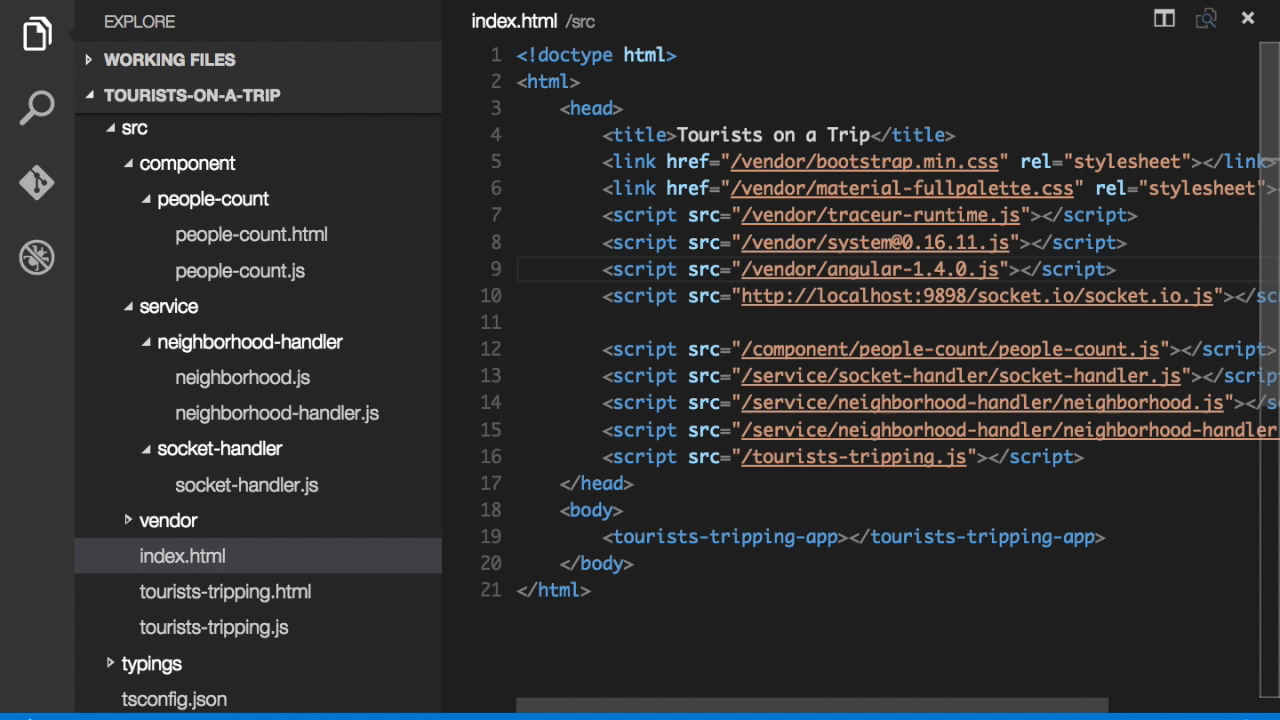 EXPLORE
WORKING FILES
TOURISTS-ON-A-TRIP
src
component
people-count
people-count.html
people-count.js
service
neighborhood-handler
neighborhood.js
neighborhood-handler.js
socket-handler
socket-handler.js
vendor
index.html
tourists-tripping.html
tourists-tripping.js
typings
tsconfig.json
index.html /src
1 <!doctype html>
2 <html>
3 <head>
4 <title>Tourists on a Trip</title>
5 <link href="/vendor/bootstrap.min.css" rel="stylesheet"></link>
6 <link href="/vendor/material-fullpalette.css" rel="stylesheet">
7 <script src="/vendor/traceur-runtime.js"></script>
8 <script src="/vendor/system@0.16.11.js"></script>
9 <script src="/vendor/angular-1.4.0.js"></script>
10 <script src="http://localhost:9898/socket.io/socket.io.js"></sc
11
12 <script src="/component/people-count/people-count.js"></script>
13 <script src="/service/socket-handler/socket-handler.js"></scrip
14 <script src="/service/neighborhood-handler/neighborhood.js"></s
15 <script src="/service/neighborhood-handler/neighborhood-handler
16 <script src="/tourists-tripping.js"></script>
17 </head>
18 <body>
19 <tourists-tripping-app></tourists-tripping-app>
20 </body>
21 </html>